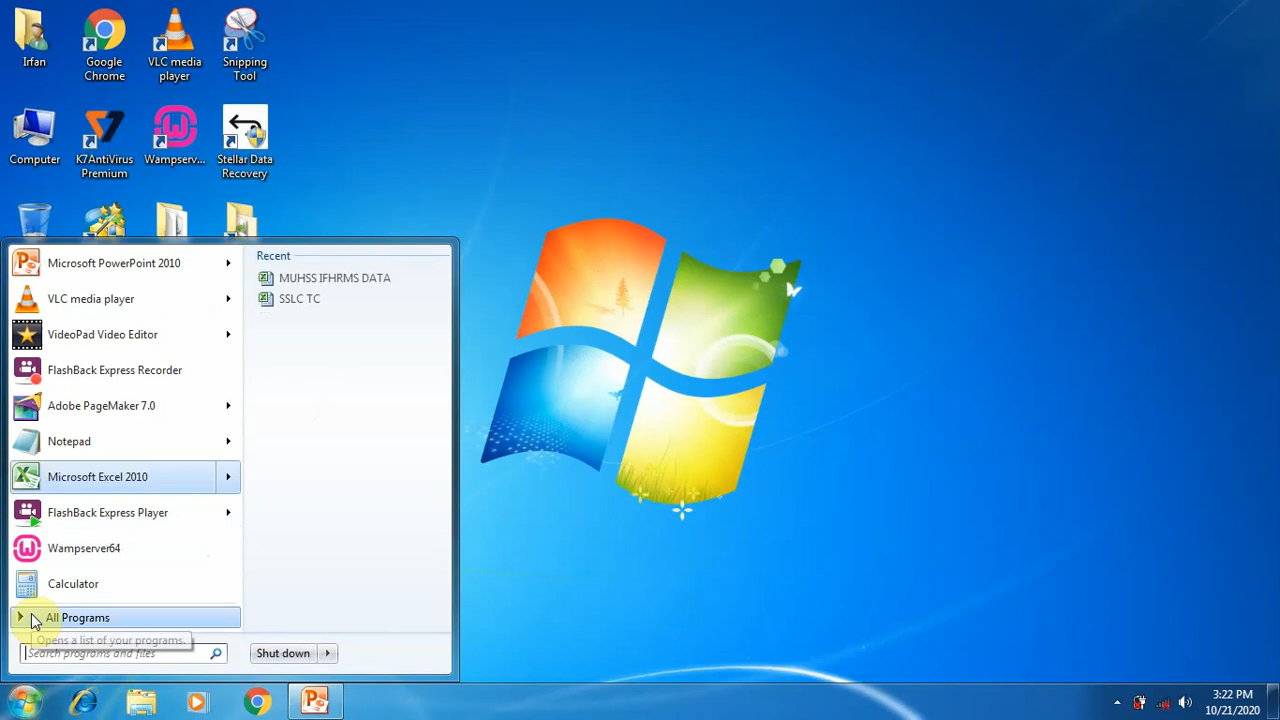 Irfan
Google
Chrome
VLC media
player
Snipping
Tool
Computer
K7AntiVirus
Premium
Wampserv...
Stellar Data
Recovery
Microsoft PowerPoint 2010
VLC media player
VideoPad Video Editor
FlashBack Express Recorder
Adobe PageMaker 7.0
Notepad
Microsoft Excel 2010
FlashBack Express Player
Wampserver64
Calculator
All Programs
Opens a list of your programs.
Search programs and files
Recent
MUHSS IFHRMS DATA
SSLC TC
Shut down
3:22 PM
10/21/2020